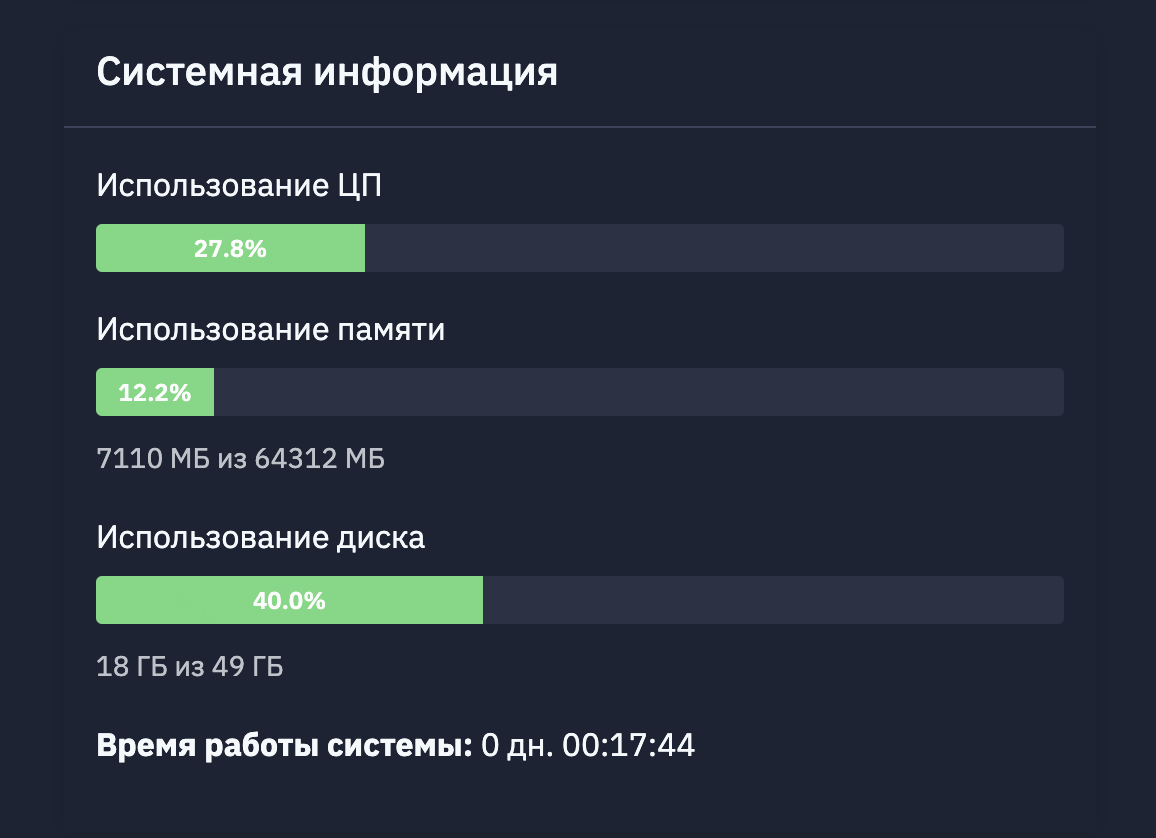 Системная информация
Использование ЦП
27.8%
Использование памяти
12.2%
7110 МБ из 64312 МБ
Использование диска
40.0%
18 ГБ из 49 ГБ
Время работы системы: 0 дн. 00:17:44